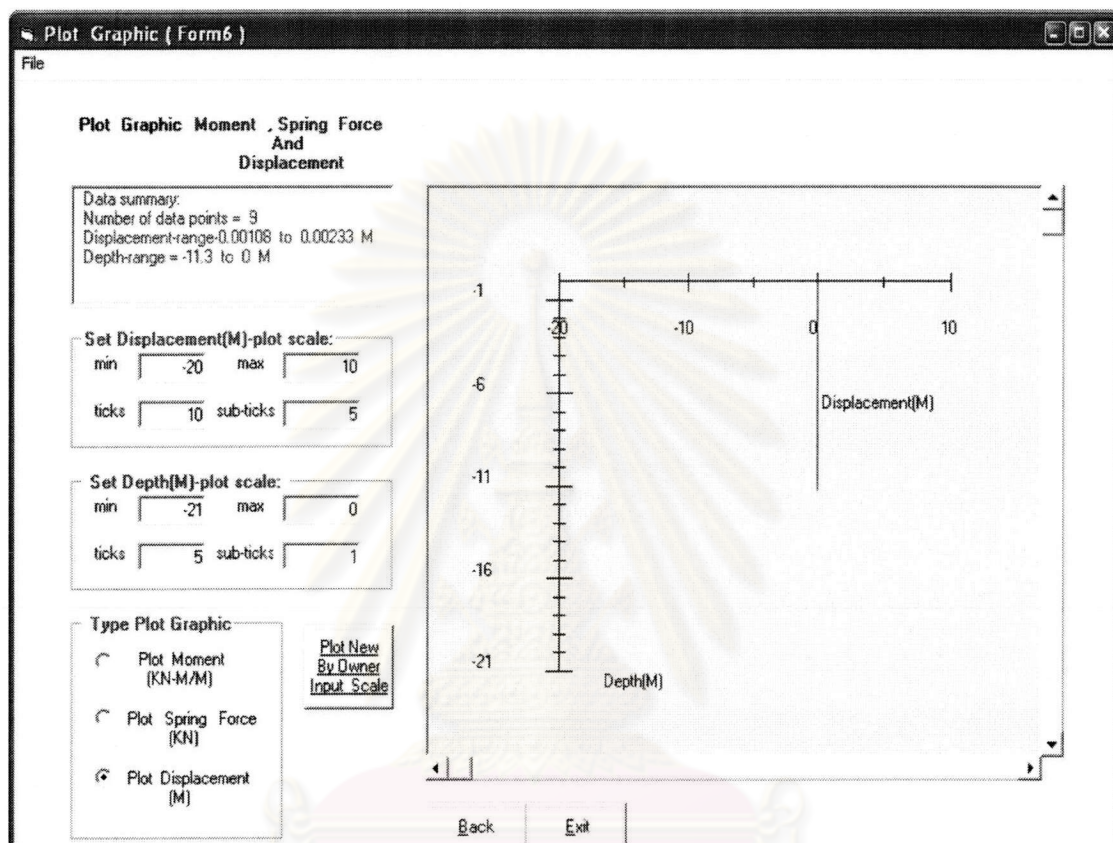 Plot Graphic ( Form6 )
File
Plot Graphic Moment , Spring Force
And
Displacement
Data summary:
Number of data points = 9
Displacement-range-0.00108 to 0.00233 M
Depth-range = -11.3 to 0 M
Set Displacement(M)-plot scale:
min -20 max 10
ticks 10 sub-ticks 5
Set Depth(M)-plot scale:
min -21 max 0
ticks 5 sub-ticks 1
Type Plot Graphic
Plot Moment
(KN-M/M)
Plot Spring Force
(KN)
Plot Displacement
(M)
Plot New
By Owner
Input Scale
-1
-20 -10 0 10
-6
Displacement(M)
-11
-16
-21
Depth(M)
Back Exit